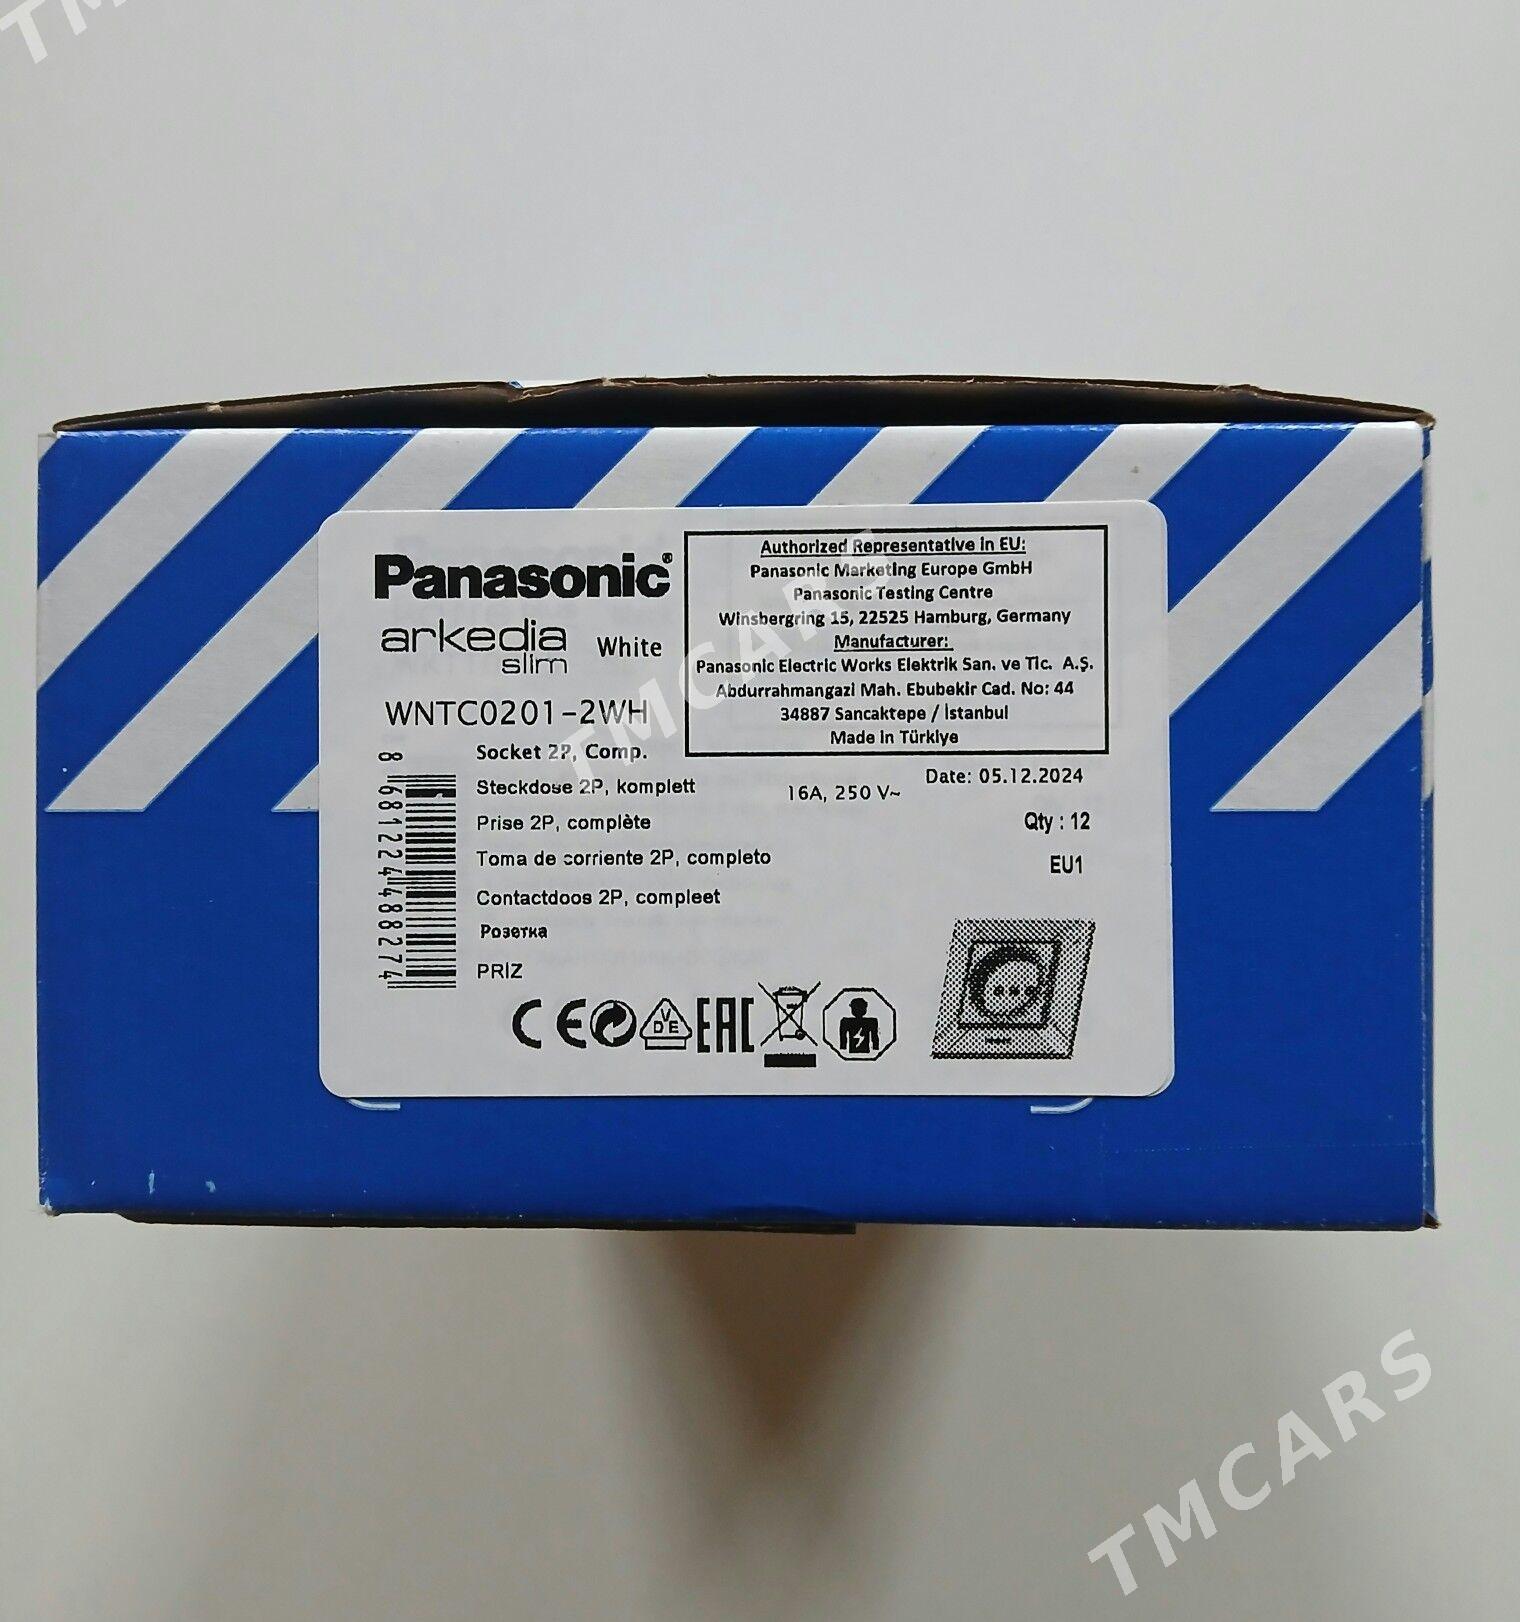 Panasonic®
arkedia
slim
White
WNTC0201-2WH
Authorized Representative in EU:
Panasonic Marketing Europe GmbH
Panasonic Testing Centre
Winsbergring 15, 22525 Hamburg, Germany
Manufacturer:
Panasonic Electric Works Elektrik San. ve Tic. A.Ş.
Abdurrahmangazi Mah. Ebubekir Cad. No: 44
34887 Sancaktepe / İstanbul
Made in Türkiye
Socket 2P, Comp.
Steckdose 2P, komplett
Prise 2P, complète
Toma de corriente 2P, completo
Contactdoos 2P, compleet
Розетка
PRİZ
16A, 250 V~
Date: 05.12.2024
Qty : 12
EU1
8 681224 488274
CE
VDE
EAC
TMCARS
TMCARS